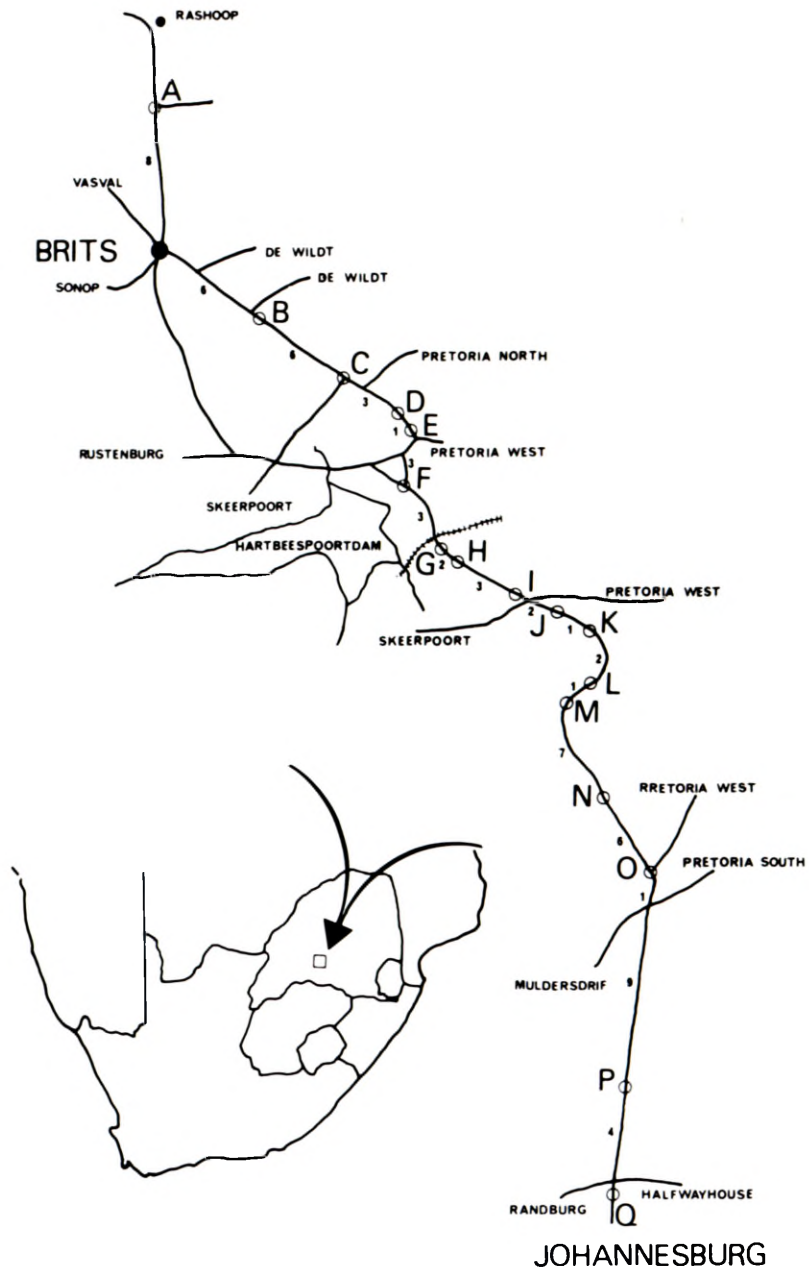 RASHOOP
A
8
VASVAL
BRITS
DE WILDT
SONOP
6
DE WILDT
B
6
C
PRETORIA NORTH
3
D
1
E
RUSTENBURG
PRETORIA WEST
3
F
SKEERPOORT
3
HARTBEESPOORTDAM
G
2
H
3
I
PRETORIA WEST
2
J
1
K
SKEERPOORT
2
1
L
M
7
N
RRETORIA WEST
6
O
PRETORIA SOUTH
1
MULDERSDRIF
9
P
4
RANDBURG
HALFWAYHOUSE
Q
JOHANNESBURG